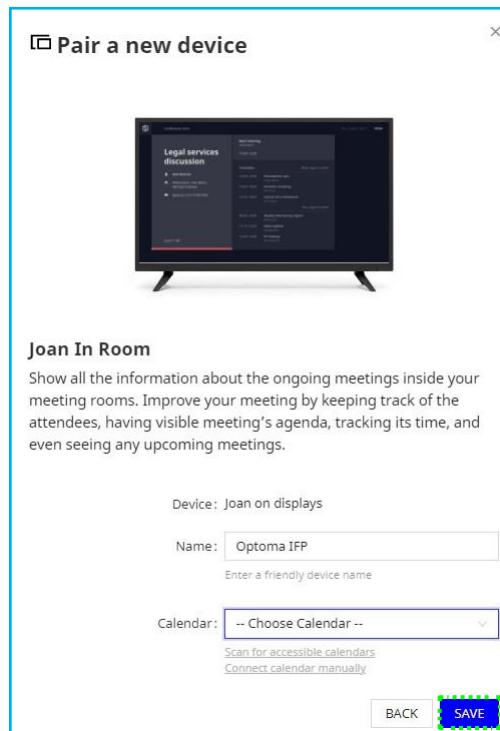 Pair a new device
Legal services
discussion
Joan In Room
Show all the information about the ongoing meetings inside your
meeting rooms. Improve your meeting by keeping track of the
attendees, having visible meeting’s agenda, tracking its time, and
even seeing any upcoming meetings.
Device: Joan on displays
Name: Optoma IFP
Enter a friendly device name
Calendar: -- Choose Calendar --
Scan for accessible calendars
Connect calendar manually
BACK SAVE